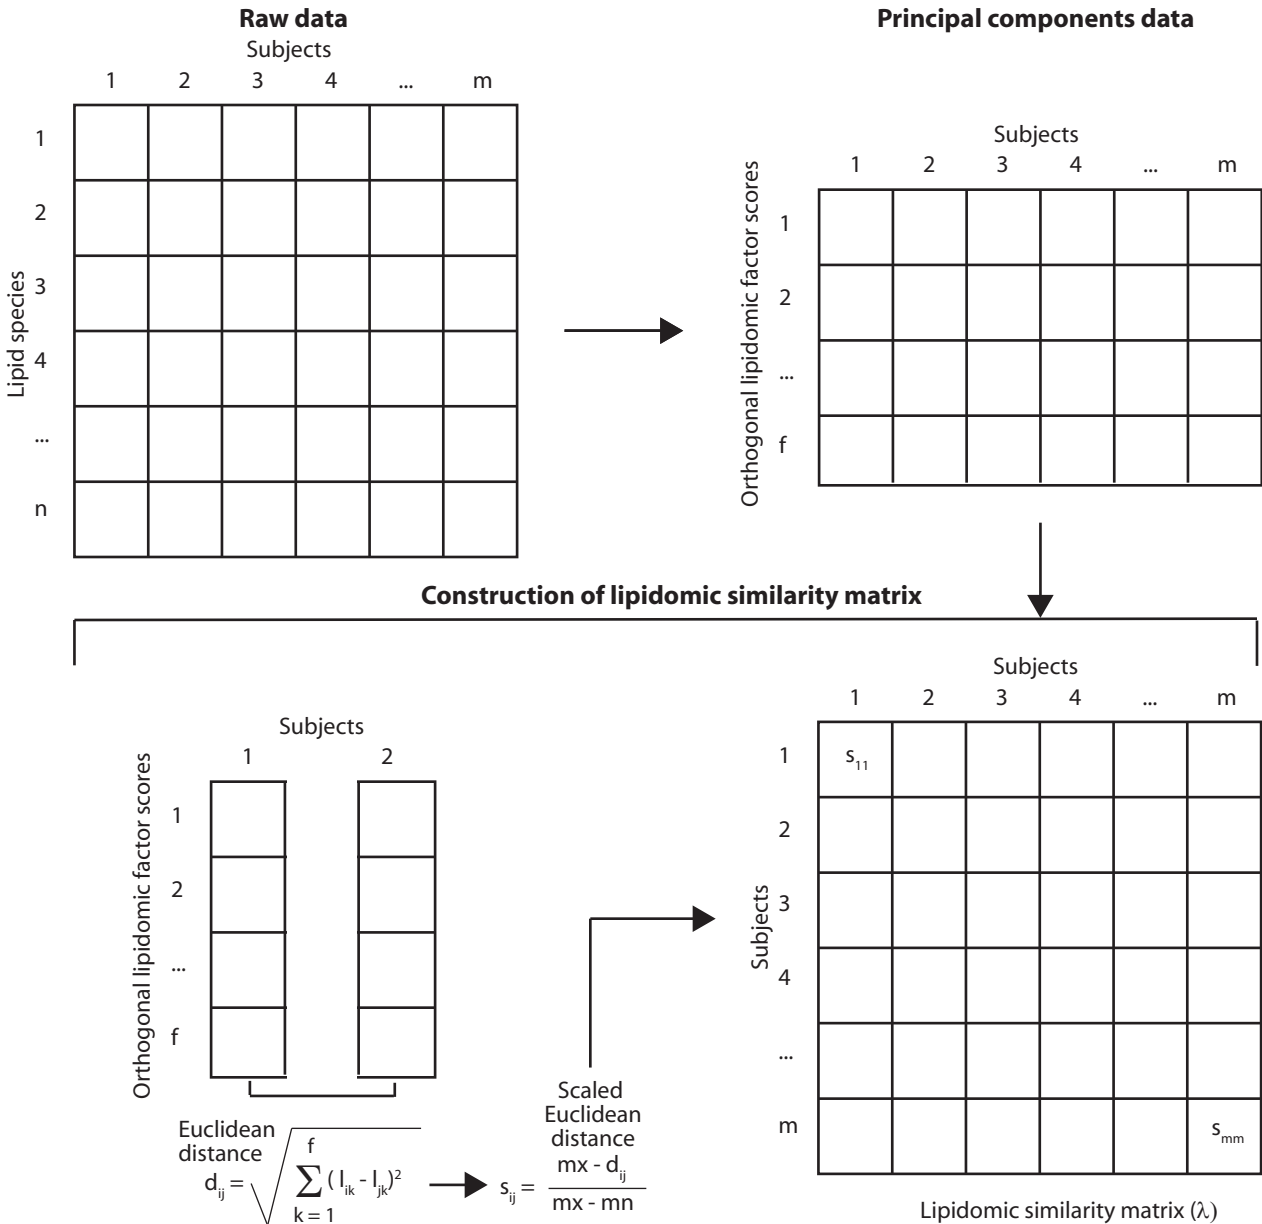 Raw data
Subjects
1 2 3 4 ... m
Lipid species
1
2
3
4
...
n
Principal components data
Subjects
1 2 3 4 ... m
Orthogonal lipidomic factor scores
1
2
...
f
Construction of lipidomic similarity matrix
Subjects
1 2
Orthogonal lipidomic factor scores
1
2
...
f
Euclidean
distance
d_ij = √ f ∑ k = 1 ( l_ik - l_jk)²
Scaled
Euclidean
distance
s_ij = mx - d_ij / mx - mn
Subjects
1 2 3 4 ... m
Subjects
1 s_11
2
3
4
...
m s_mm
Lipidomic similarity matrix (λ)